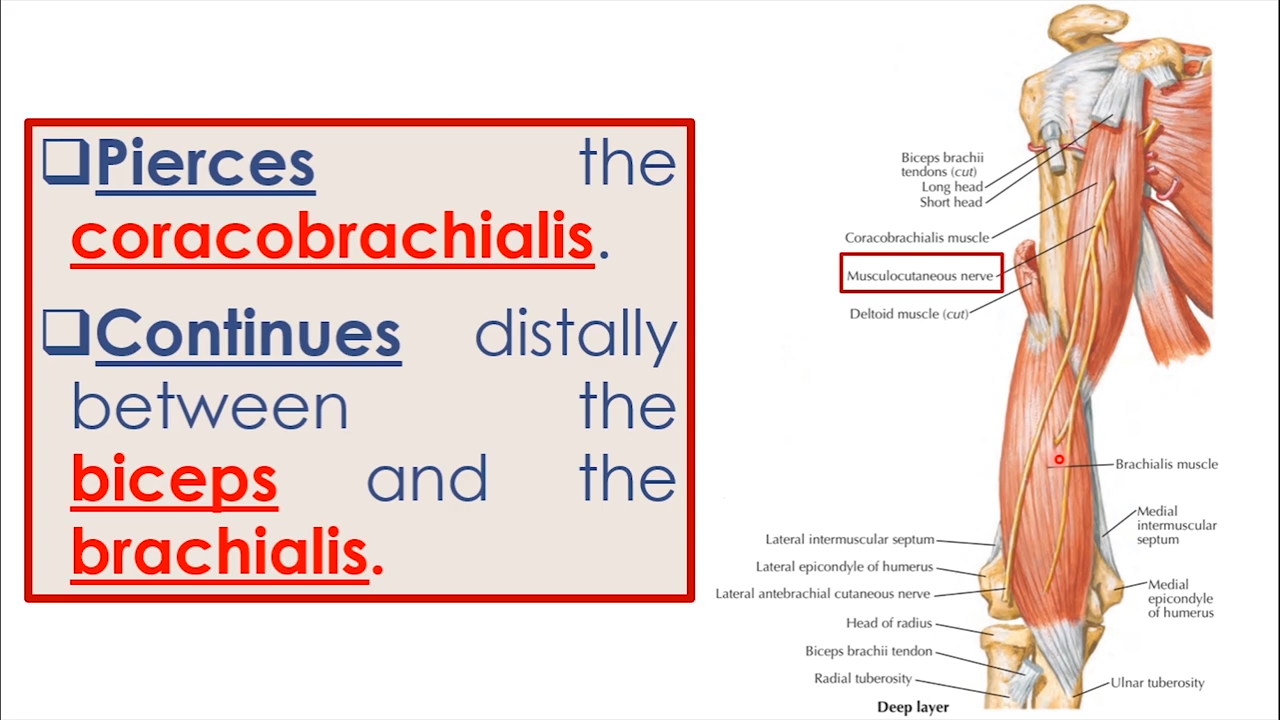 Pierces the
coracobrachialis.
Continues distally
between the
biceps and the
brachialis.
Biceps brachii
tendons (cut)
Long head
Short head
Coracobrachialis muscle
Musculocutaneous nerve
Deltoid muscle (cut)
Brachialis muscle
Medial
intermuscular
septum
Lateral intermuscular septum
Lateral epicondyle of humerus
Lateral antebrachial cutaneous nerve
Medial
epicondyle
of humerus
Head of radius
Biceps brachii tendon
Radial tuberosity
Ulnar tuberosity
Deep layer